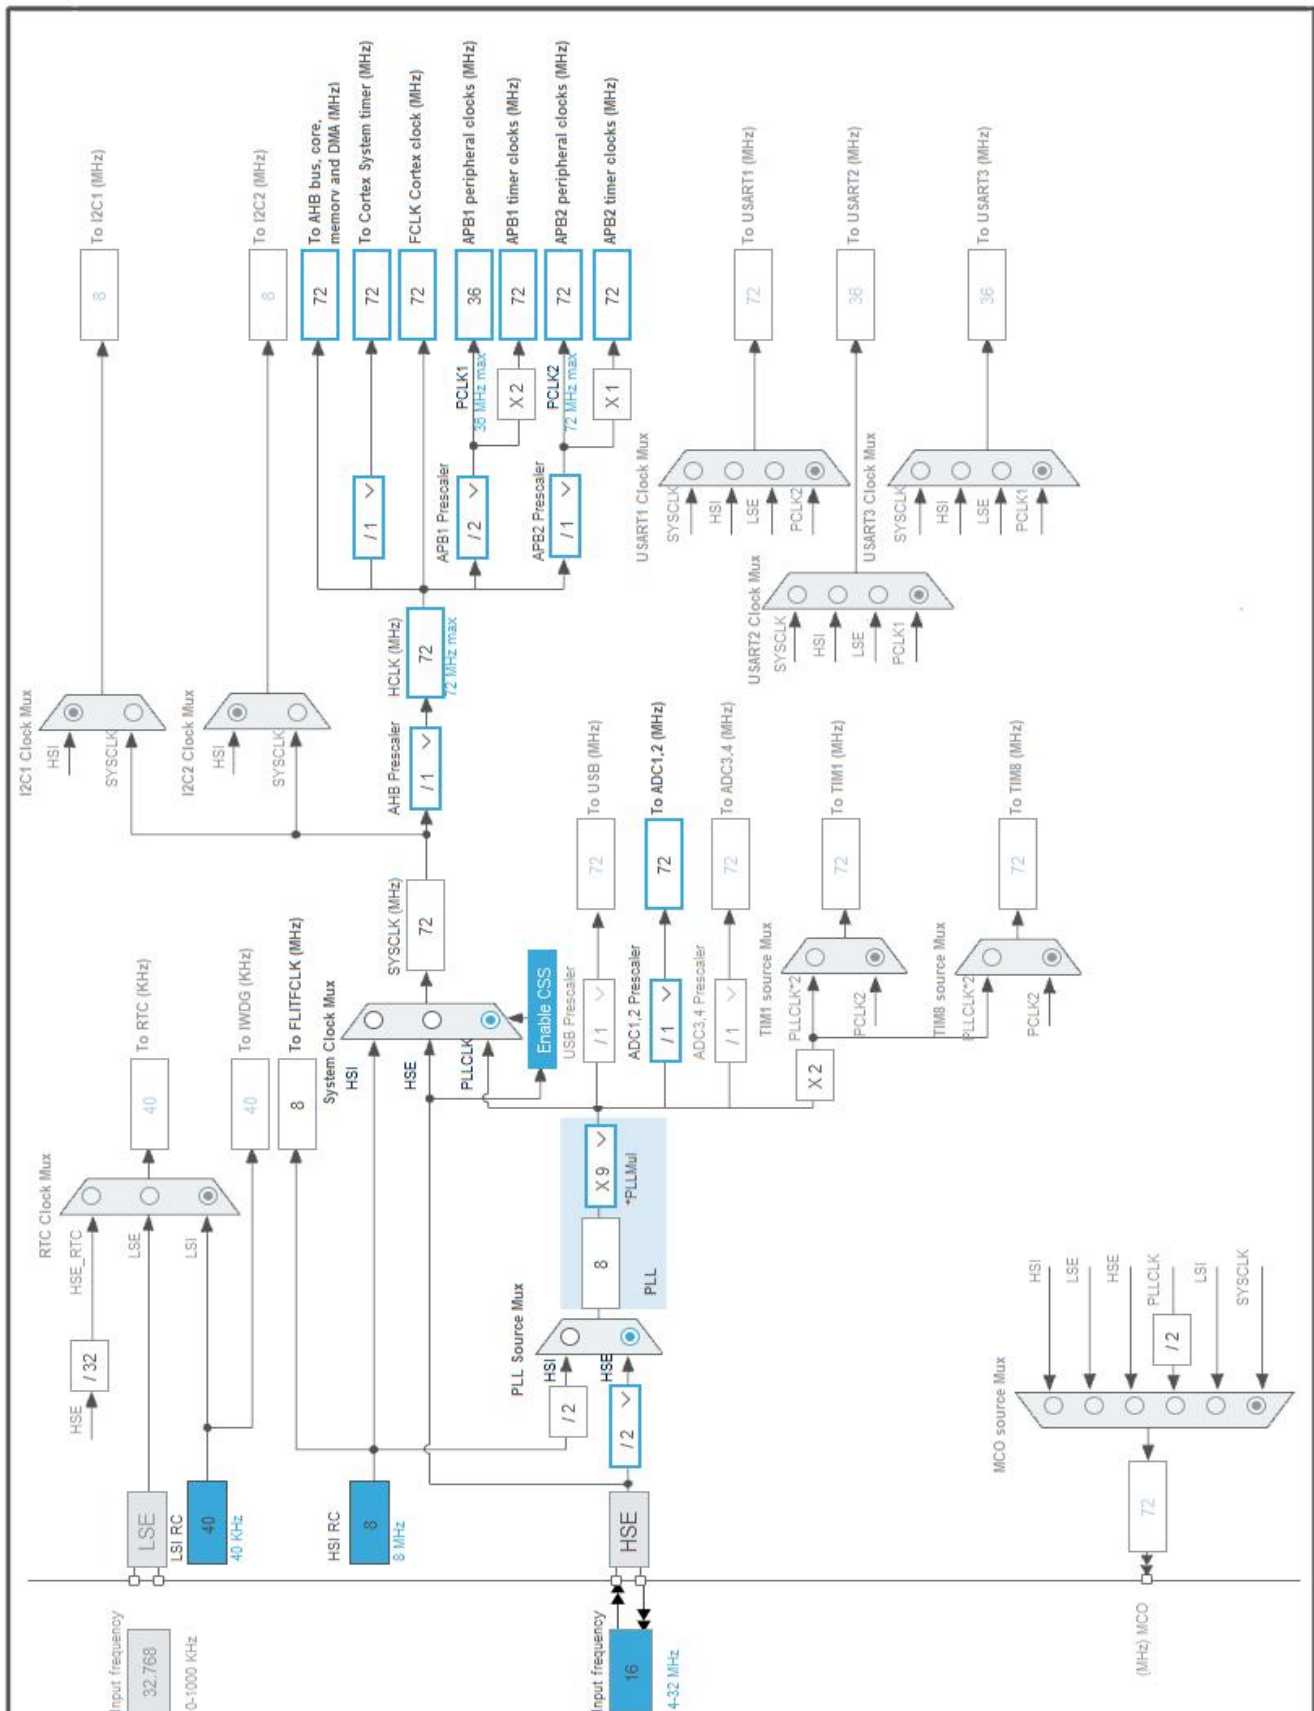 Input frequency
32.768
0-1000 KHz
LSE
LSI RC
40
40 KHz
HSE
/ 32
HSE_RTC
LSE
LSI
RTC Clock Mux
40
To RTC (KHz)
40
To IWDG (KHz)
8
To FLITFCLK (MHz)
HSI RC
8
8 MHz
Input frequency
16
4-32 MHz
HSE
/ 2
/ 2
HSI
HSE
PLL Source Mux
8
X 9
*PLLMul
PLL
System Clock Mux
HSI
HSE
PLLCLK
Enable CSS
SYSCLK (MHz)
72
AHB Prescaler
/ 1
HCLK (MHz)
72
72 MHz max
I2C1 Clock Mux
HSI
SYSCLK
8
To I2C1 (MHz)
I2C2 Clock Mux
HSI
SYSCLK
8
To I2C2 (MHz)
72
To AHB bus, core,
memory and DMA (MHz)
/ 1
72
To Cortex System timer (MHz)
72
FCLK Cortex clock (MHz)
APB1 Prescaler
/ 2
PCLK1
36 MHz max
36
APB1 peripheral clocks (MHz)
X 2
72
APB1 timer clocks (MHz)
APB2 Prescaler
/ 1
PCLK2
72 MHz max
72
APB2 peripheral clocks (MHz)
X 1
72
APB2 timer clocks (MHz)
USB Prescaler
/ 1
72
To USB (MHz)
ADC1,2 Prescaler
/ 1
72
To ADC1,2 (MHz)
ADC3,4 Prescaler
/ 1
72
To ADC3,4 (MHz)
X 2
TIM1 source Mux
PLLCLK*2
PCLK2
72
To TIM1 (MHz)
TIM8 source Mux
PLLCLK*2
PCLK2
72
To TIM8 (MHz)
USART1 Clock Mux
SYSCLK
HSI
LSE
PCLK2
72
To USART1 (MHz)
USART2 Clock Mux
SYSCLK
HSI
LSE
PCLK1
36
To USART2 (MHz)
USART3 Clock Mux
SYSCLK
HSI
LSE
PCLK1
36
To USART3 (MHz)
MCO source Mux
HSI
LSE
HSE
PLLCLK
/ 2
LSI
SYSCLK
72
(MHz) MCO